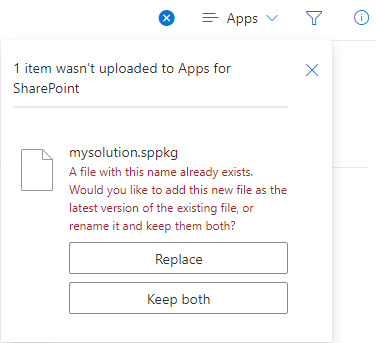 Apps
1 item wasn't uploaded to Apps for
SharePoint
mysolution.sppkg
A file with this name already exists.
Would you like to add this new file as the
latest version of the existing file, or
rename it and keep them both?
Replace
Keep both